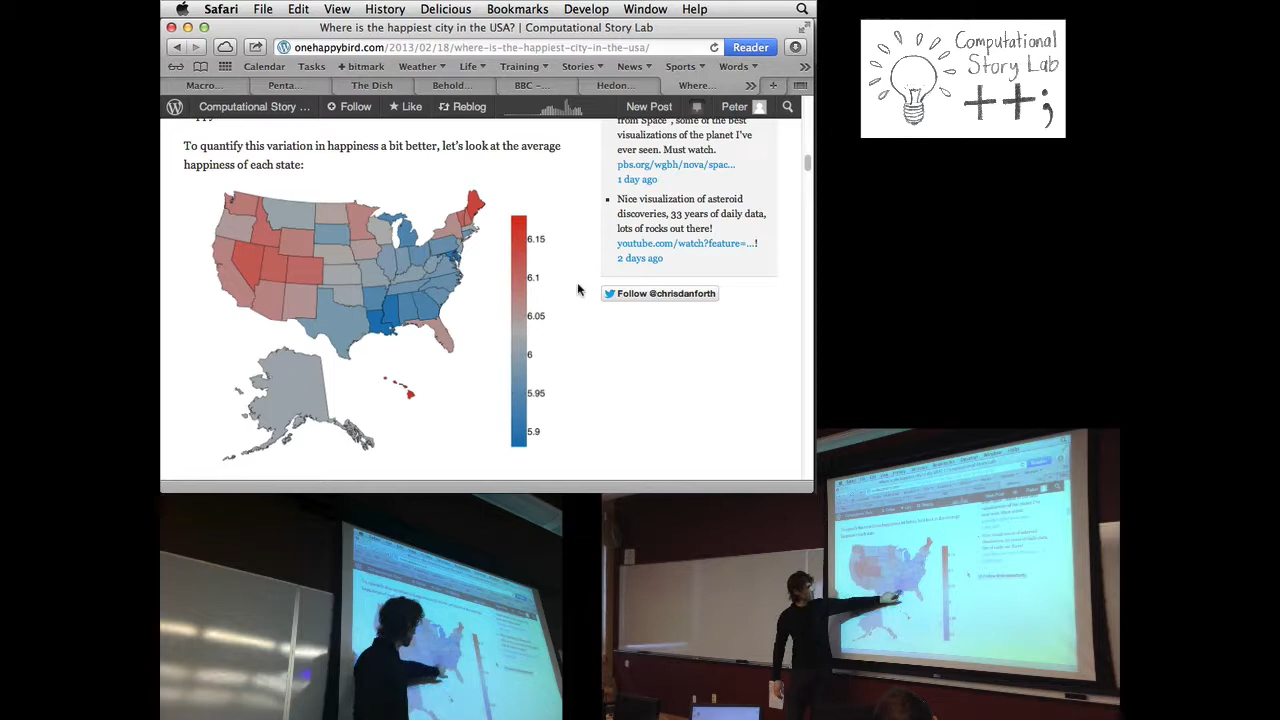 Safari File Edit View History Delicious Bookmarks Develop Window Help
Where is the happiest city in the USA? | Computational Story Lab
onehappybird.com/2013/02/18/where-is-the-happiest-city-in-the-usa/ Reader
Calendar Tasks + bitmark Weather Life Training Stories News Sports Words »
Macro... Penta... The Dish Behold... BBC –... Hedon... Where... » +
Computational Story ... Follow Like Reblog New Post Peter
To quantify this variation in happiness a bit better, let's look at the average
happiness of each state:
6.15
6.1
6.05
6
5.95
5.9
from Space", some of the best
visualizations of the planet I've
ever seen. Must watch.
pbs.org/wgbh/nova/spac...
1 day ago
Nice visualization of asteroid
discoveries, 33 years of daily data,
lots of rocks out there!
youtube.com/watch?feature=...!
2 days ago
Follow @chrisdanforth
Computational
Story Lab
++;